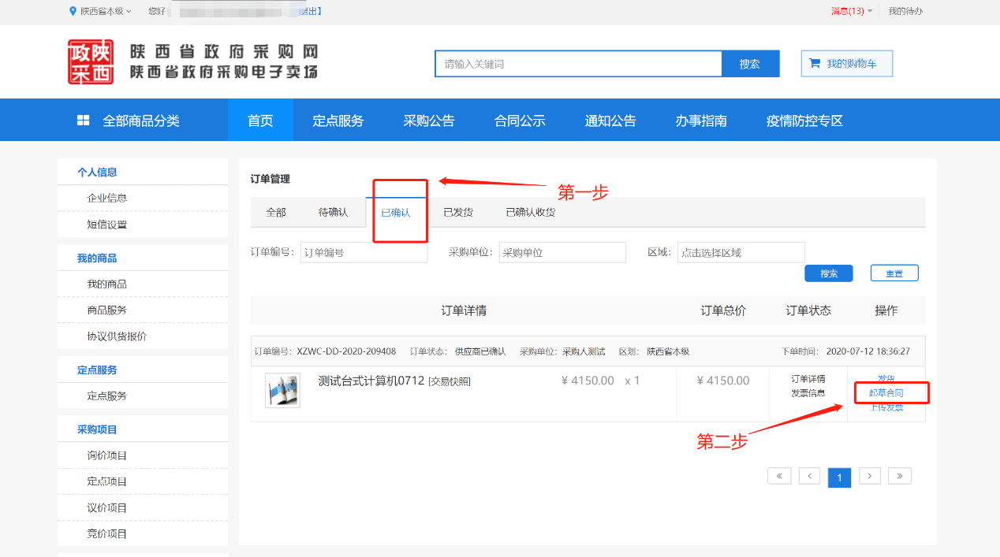 陕西省本级 您好 退出】 消息(13) 我的待办
政陕
采西
陕西省政府采购网
陕西省政府采购电子卖场
请输入关键词 搜索 我的购物车
全部商品分类 首页 定点服务 采购公告 合同公示 通知公告 办事指南 疫情防控专区
个人信息
企业信息
短信设置
我的商品
我的商品
商品服务
协议供货报价
定点服务
定点服务
采购项目
询价项目
定点项目
议价项目
竞价项目
订单管理
第一步
全部 待确认 已确认 已发货 已确认收货
订单编号： 订单编号 采购单位： 采购单位 区域： 点击选择区域
搜索 重置
订单详情 订单总价 订单状态 操作
订单编号： XZWC-DD-2020-209408 订单状态： 供应商已确认 采购单位： 采购人测试 区划： 陕西省本级 下单时间： 2020-07-12 18:36:27
测试台式计算机0712 [交易快照] ¥ 4150.00 x 1 ¥ 4150.00 订单详情 发货
发票信息 起草合同
上传发票
第二步
« ‹ 1 › »